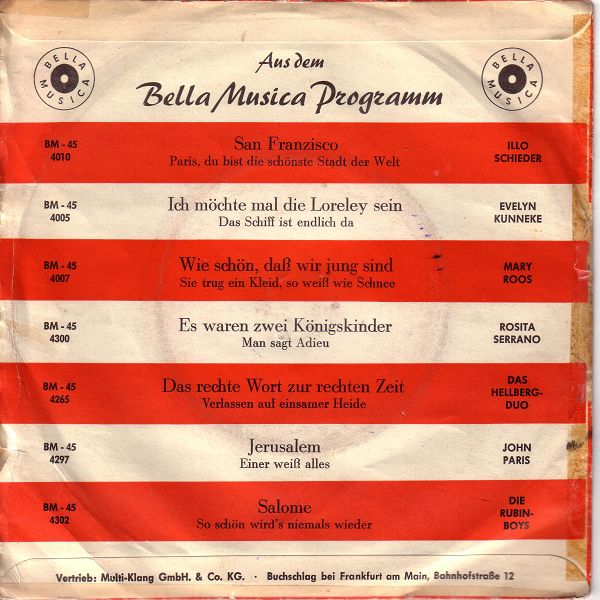 BELLA MUSICA
Aus dem
BELLA MUSICA
Bella Musica Programm
BM - 45
4010
San Franzisco
Paris, du bist die schönste Stadt der Welt
ILLO
SCHIEDER
BM - 45
4005
Ich möchte mal die Loreley sein
Das Schiff ist endlich da
EVELYN
KUNNEKE
BM - 45
4007
Wie schön, daß wir jung sind
Sie trug ein Kleid, so weiß wie Schnee
MARY
ROOS
BM - 45
4300
Es waren zwei Königskinder
Man sagt Adieu
ROSITA
SERRANO
BM - 45
4265
Das rechte Wort zur rechten Zeit
Verlassen auf einsamer Heide
DAS
HELLBERG-
DUO
BM - 45
4297
Jerusalem
Einer weiß alles
JOHN
PARIS
BM - 45
4302
Salome
So schön wird's niemals wieder
DIE
RUBIN-
BOYS
Vertrieb: Multi-Klang GmbH. & Co. KG. · Buchschlag bei Frankfurt am Main, Bahnhofstraße 12